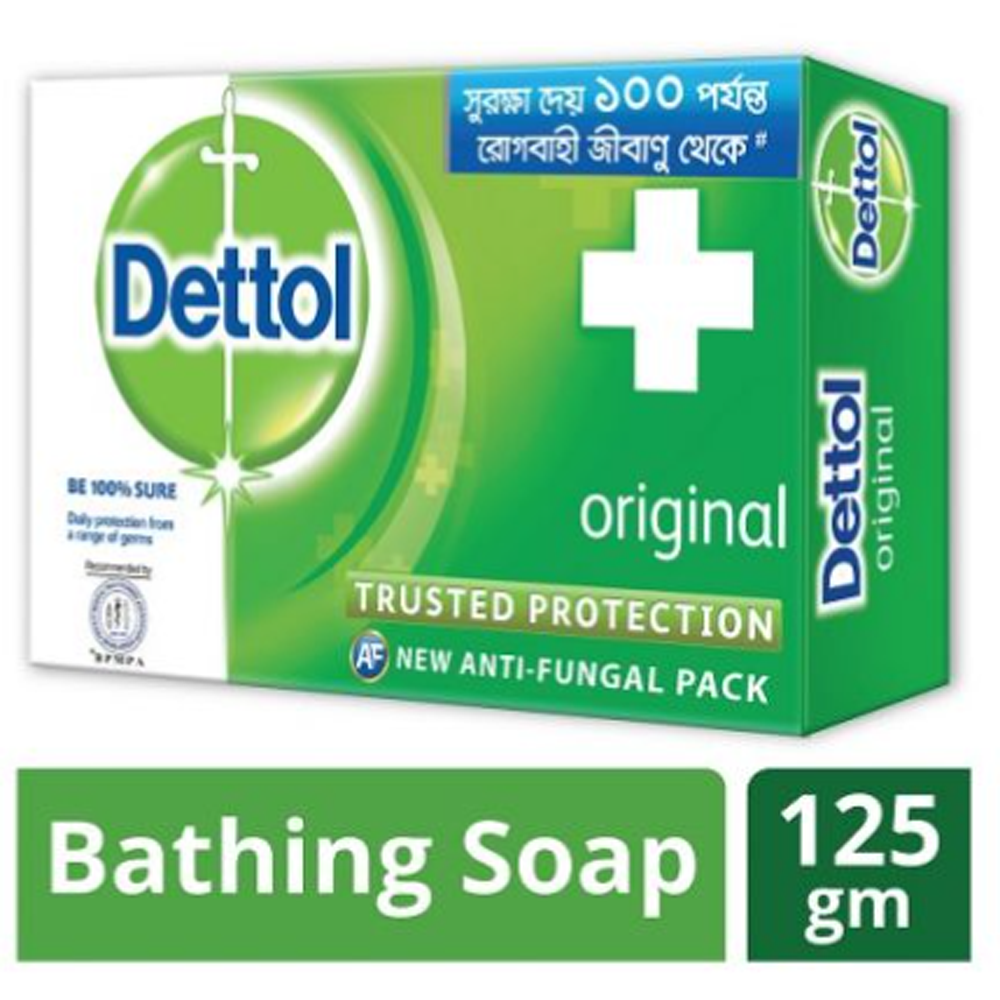 সুরক্ষা দেয় ১০০ পর্যন্ত
রোগবাহী জীবাণু থেকে #
Dettol
BE 100% SURE
Daily protection from
a range of germs
Recommended by
*BPMPA
original
TRUSTED PROTECTION
AF NEW ANTI-FUNGAL PACK
Dettol
Dettol
original
Bathing Soap
125
gm